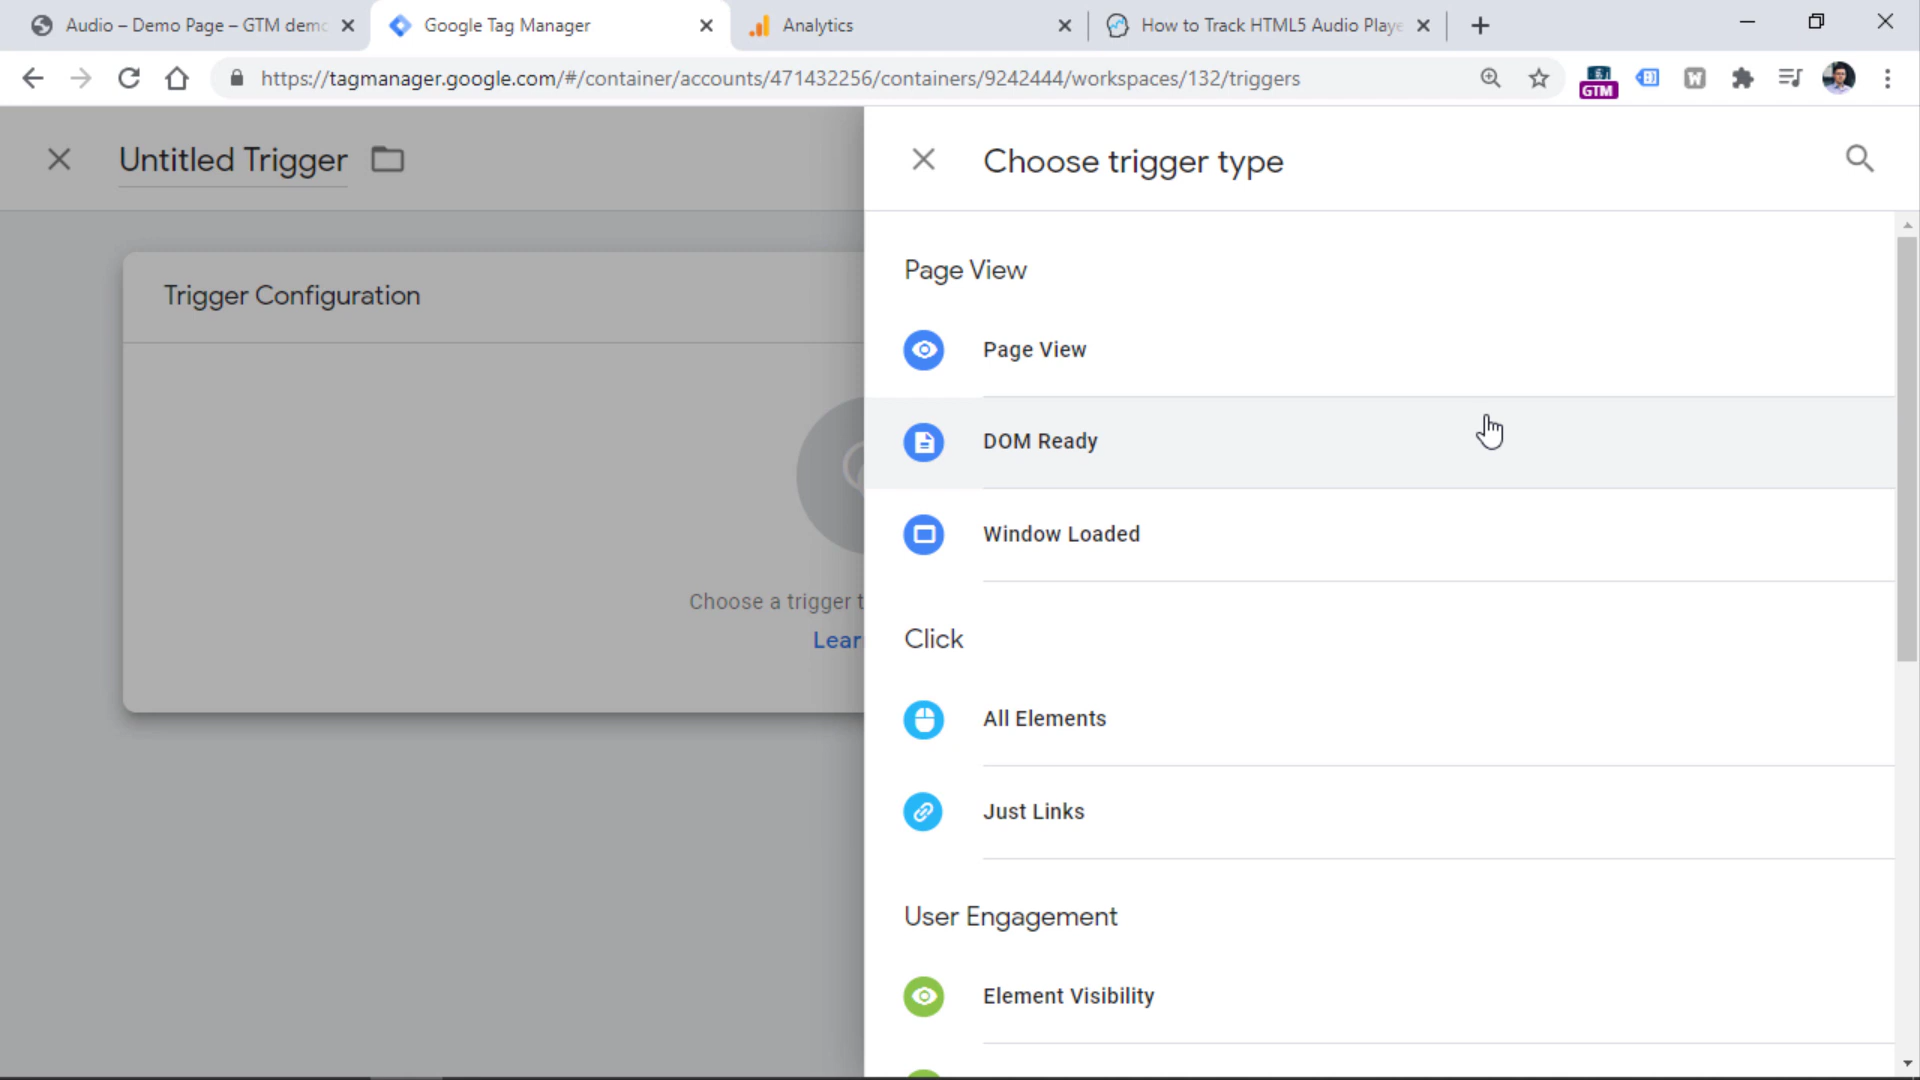 Audio – Demo Page – GTM demo
Google Tag Manager
Analytics
How to Track HTML5 Audio Playe
https://tagmanager.google.com/#/container/accounts/471432256/containers/9242444/workspaces/132/triggers
GTM
Untitled Trigger
Choose trigger type
Trigger Configuration
Choose a trigger t
Lear
Page View
Page View
DOM Ready
Window Loaded
Click
All Elements
Just Links
User Engagement
Element Visibility